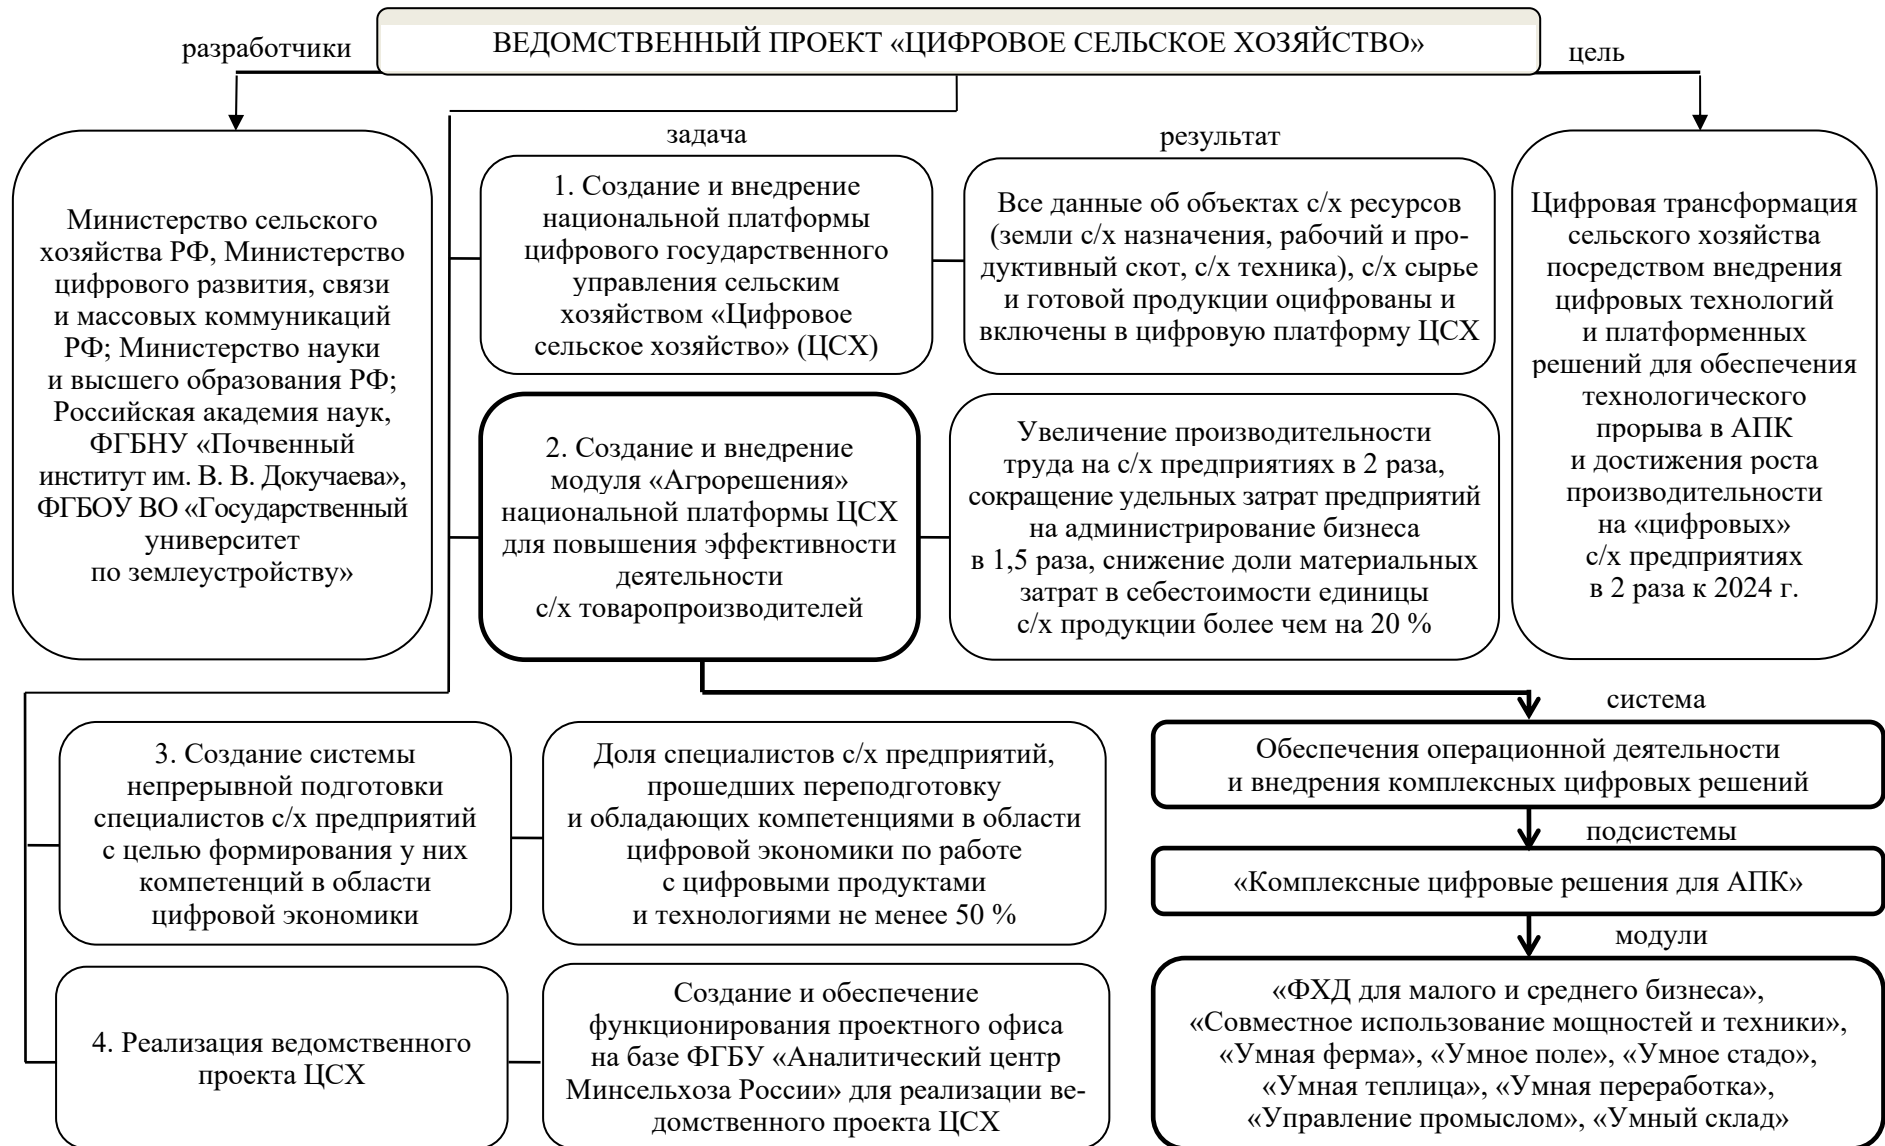 ВЕДОМСТВЕННЫЙ ПРОЕКТ «ЦИФРОВОЕ СЕЛЬСКОЕ ХОЗЯЙСТВО»
разработчики
цель
Министерство сельского
хозяйства РФ, Министерство
цифрового развития, связи
и массовых коммуникаций
РФ; Министерство науки
и высшего образования РФ;
Российская академия наук,
ФГБНУ «Почвенный
институт им. В. В. Докучаева»,
ФГБОУ ВО «Государственный
университет
по землеустройству»
задача
результат
1. Создание и внедрение
национальной платформы
цифрового государственного
управления сельским
хозяйством «Цифровое
сельское хозяйство» (ЦСХ)
Все данные об объектах с/х ресурсов
(земли с/х назначения, рабочий и про-
дуктивный скот, с/х техника), с/х сырье
и готовой продукции оцифрованы и
включены в цифровую платформу ЦСХ
2. Создание и внедрение
модуля «Агрорешения»
национальной платформы ЦСХ
для повышения эффективности
деятельности
с/х товаропроизводителей
Увеличение производительности
труда на с/х предприятиях в 2 раза,
сокращение удельных затрат предприятий
на администрирование бизнеса
в 1,5 раза, снижение доли материальных
затрат в себестоимости единицы
с/х продукции более чем на 20 %
Цифровая трансформация
сельского хозяйства
посредством внедрения
цифровых технологий
и платформенных
решений для обеспечения
технологического
прорыва в АПК
и достижения роста
производительности
на «цифровых»
с/х предприятиях
в 2 раза к 2024 г.
3. Создание системы
непрерывной подготовки
специалистов с/х предприятий
с целью формирования у них
компетенций в области
цифровой экономики
Доля специалистов с/х предприятий,
прошедших переподготовку
и обладающих компетенциями в области
цифровой экономики по работе
с цифровыми продуктами
и технологиями не менее 50 %
4. Реализация ведомственного
проекта ЦСХ
Создание и обеспечение
функционирования проектного офиса
на базе ФГБУ «Аналитический центр
Минсельхоза России» для реализации ве-
домственного проекта ЦСХ
система
Обеспечения операционной деятельности
и внедрения комплексных цифровых решений
подсистемы
«Комплексные цифровые решения для АПК»
модули
«ФХД для малого и среднего бизнеса»,
«Совместное использование мощностей и техники»,
«Умная ферма», «Умное поле», «Умное стадо»,
«Умная теплица», «Умная переработка»,
«Управление промыслом», «Умный склад»